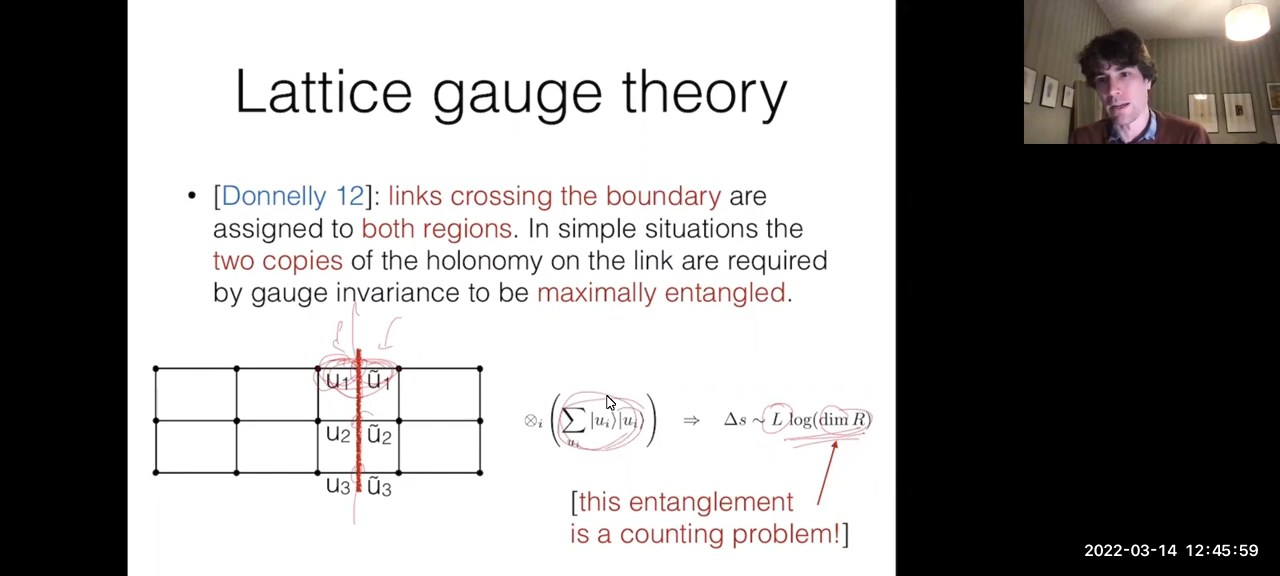 Lattice gauge theory
• [Donnelly 12]: links crossing the boundary are
assigned to both regions. In simple situations the
two copies of the holonomy on the link are required
by gauge invariance to be maximally entangled.
u₁ ũ₁
u₂ ũ₂
u₃ ũ₃
⊗ᵢ (∑_{uᵢ} |uᵢ⟩|uᵢ⟩) ⇒ Δs ~ L log(dim R)
[this entanglement
is a counting problem!]
2022-03-14 12:45:59